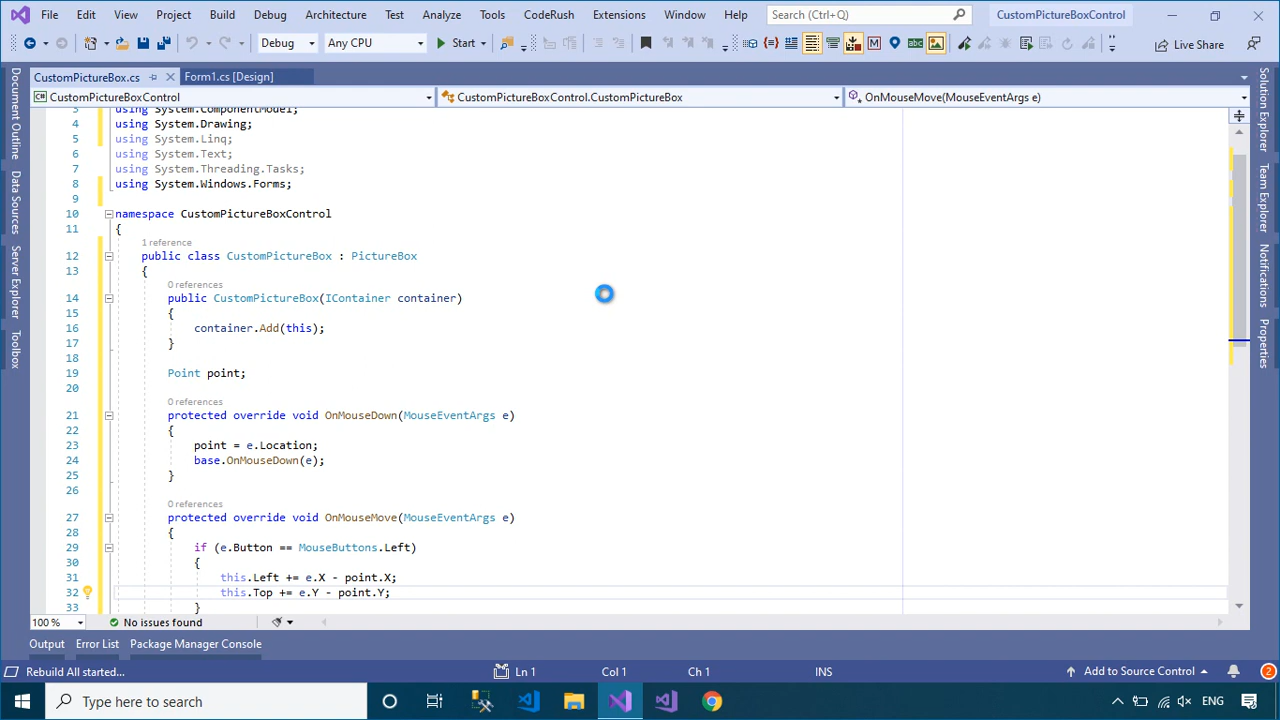 File Edit View Project Build Debug Architecture Test Analyze Tools CodeRush Extensions Window Help Search (Ctrl+Q) CustomPictureBoxControl
Debug Any CPU Start Live Share
CustomPictureBox.cs Form1.cs [Design]
CustomPictureBoxControl CustomPictureBoxControl.CustomPictureBox OnMouseMove(MouseEventArgs e)
Document Outline
Data Sources
Server Explorer
Toolbox
3 using System.ComponentModel;
4 using System.Drawing;
5 using System.Linq;
6 using System.Text;
7 using System.Threading.Tasks;
8 using System.Windows.Forms;
9
10 namespace CustomPictureBoxControl
11 {
1 reference
12 public class CustomPictureBox : PictureBox
13 {
0 references
14 public CustomPictureBox(IContainer container)
15 {
16 container.Add(this);
17 }
18
19 Point point;
20
0 references
21 protected override void OnMouseDown(MouseEventArgs e)
22 {
23 point = e.Location;
24 base.OnMouseDown(e);
25 }
26
0 references
27 protected override void OnMouseMove(MouseEventArgs e)
28 {
29 if (e.Button == MouseButtons.Left)
30 {
31 this.Left += e.X - point.X;
32 this.Top += e.Y - point.Y;
33 }
Solution Explorer
Team Explorer
Notifications
Properties
100 % No issues found
Output Error List Package Manager Console
Rebuild All started... Ln 1 Col 1 Ch 1 INS Add to Source Control 2
Type here to search ENG